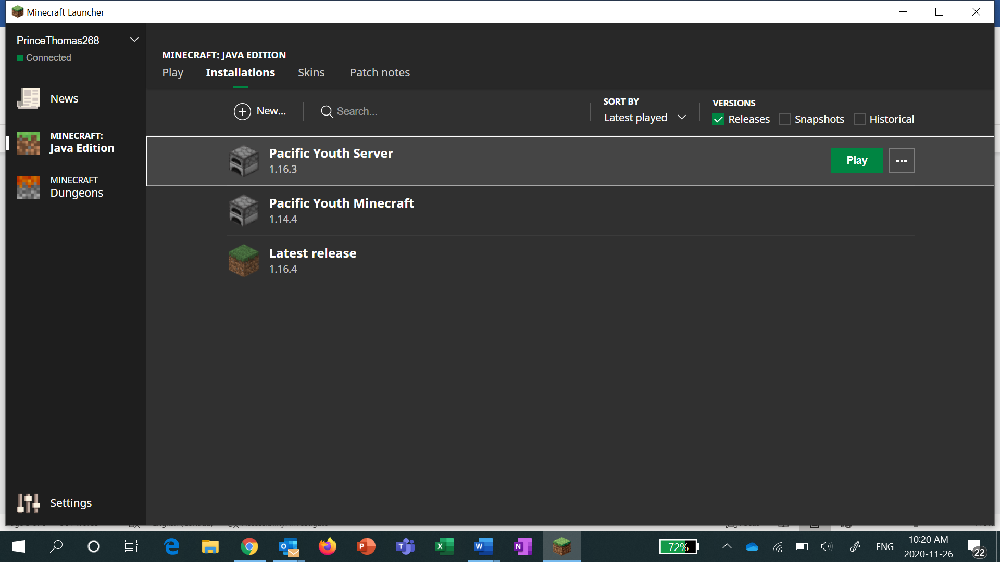 Minecraft Launcher
PrinceThomas268
Connected
News
MINECRAFT:
Java Edition
MINECRAFT
Dungeons
Settings
MINECRAFT: JAVA EDITION
Play Installations Skins Patch notes
New... Search...
SORT BY
Latest played
VERSIONS
Releases Snapshots Historical
Pacific Youth Server
1.16.3
Play
Pacific Youth Minecraft
1.14.4
Latest release
1.16.4
72%
ENG
10:20 AM
2020-11-26
22